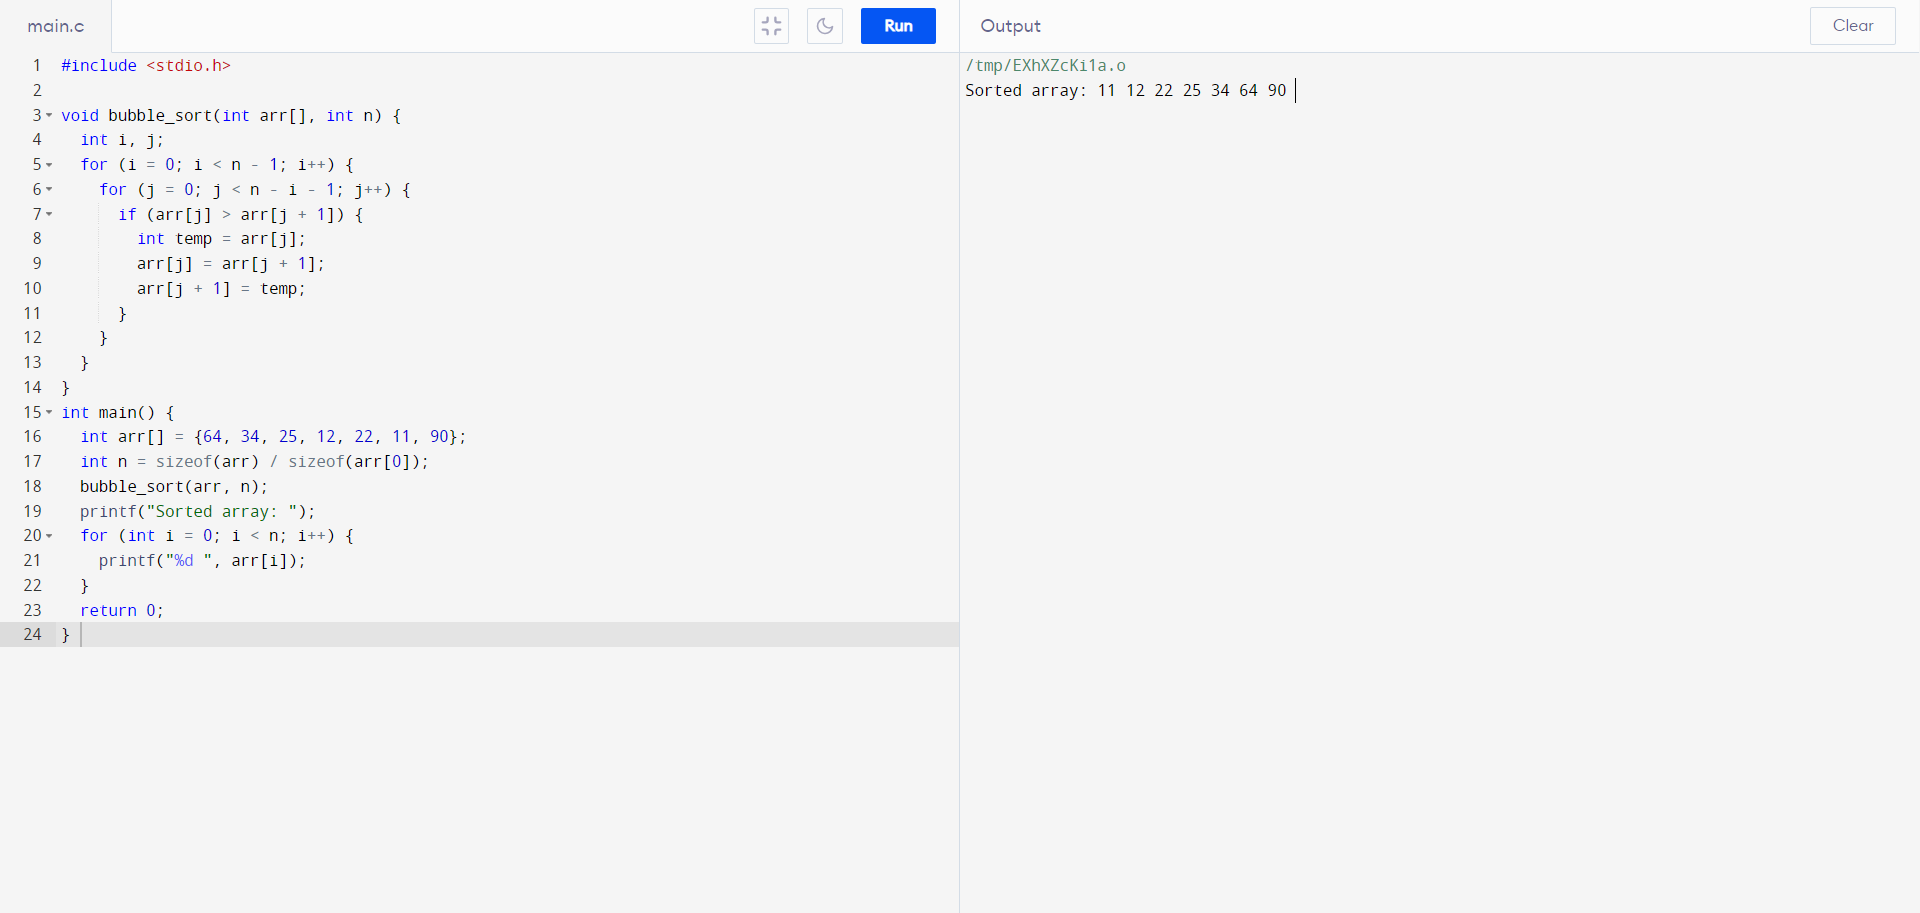 main.c
Run
1 #include <stdio.h>
2
3 void bubble_sort(int arr[], int n) {
4   int i, j;
5   for (i = 0; i < n - 1; i++) {
6     for (j = 0; j < n - i - 1; j++) {
7       if (arr[j] > arr[j + 1]) {
8         int temp = arr[j];
9         arr[j] = arr[j + 1];
10         arr[j + 1] = temp;
11       }
12     }
13   }
14 }
15 int main() {
16   int arr[] = {64, 34, 25, 12, 22, 11, 90};
17   int n = sizeof(arr) / sizeof(arr[0]);
18   bubble_sort(arr, n);
19   printf("Sorted array: ");
20   for (int i = 0; i < n; i++) {
21     printf("%d ", arr[i]);
22   }
23   return 0;
24 }
Output
Clear
/tmp/EXhXZcKi1a.o
Sorted array: 11 12 22 25 34 64 90